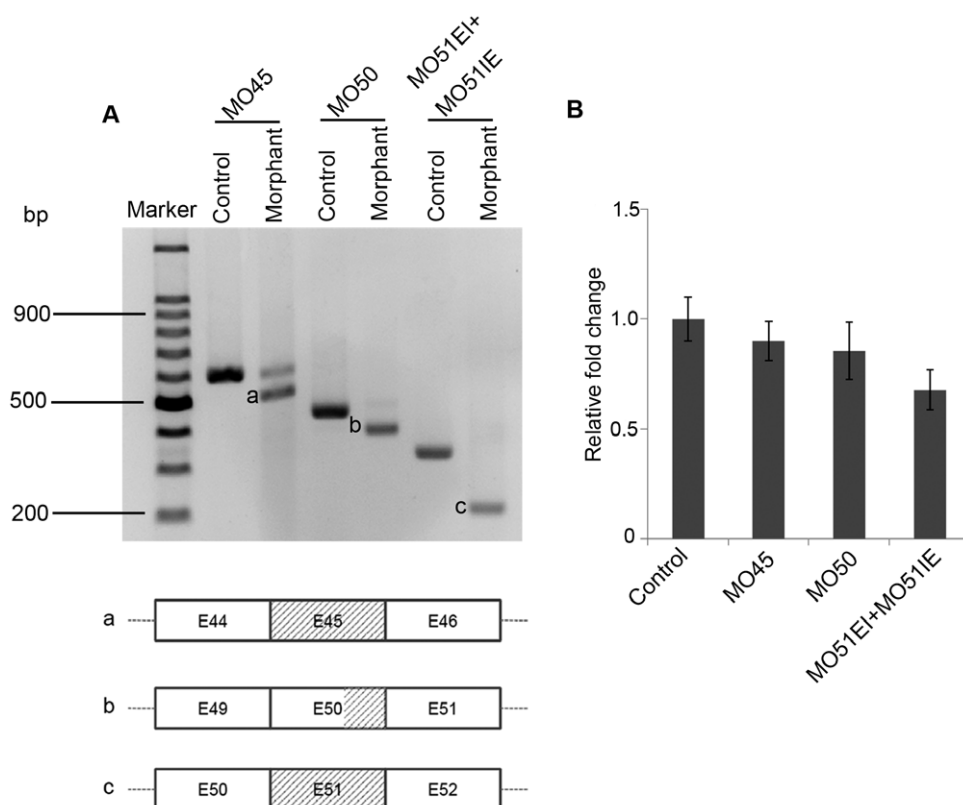 A
MO45
MO50
MO51EI+
MO51IE
bp
Marker
Control
Morphant
Control
Morphant
Control
Morphant
900
500
200
a
b
c
a
E44
E45
E46
b
E49
E50
E51
c
E50
E51
E52
B
Relative fold change
1.5
1.0
0.5
0
Control
MO45
MO50
MO51EI+MO51IE